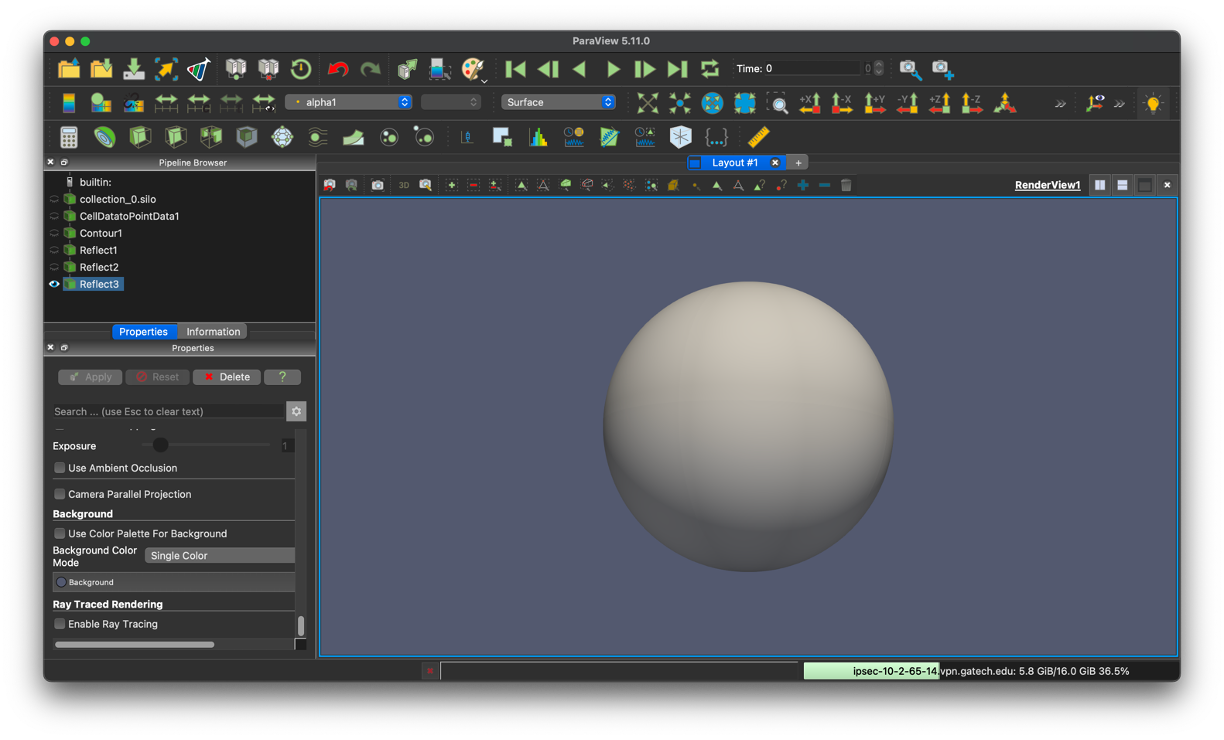 ParaView 5.11.0
Time: 0
0
alpha1
Surface
+X
-X
+Y
-Y
+Z
-Z
Pipeline Browser
Layout #1
+
builtin:
3D
RenderView1
collection_0.silo
CellDatatoPointData1
Contour1
Reflect1
Reflect2
Reflect3
Properties
Information
Properties
Apply
Reset
Delete
?
Search ... (use Esc to clear text)
Exposure
1
Use Ambient Occlusion
Camera Parallel Projection
Background
Use Color Palette For Background
Background Color
Mode
Single Color
Background
Ray Traced Rendering
Enable Ray Tracing
ipsec-10-2-65-14.vpn.gatech.edu: 5.8 GiB/16.0 GiB 36.5%